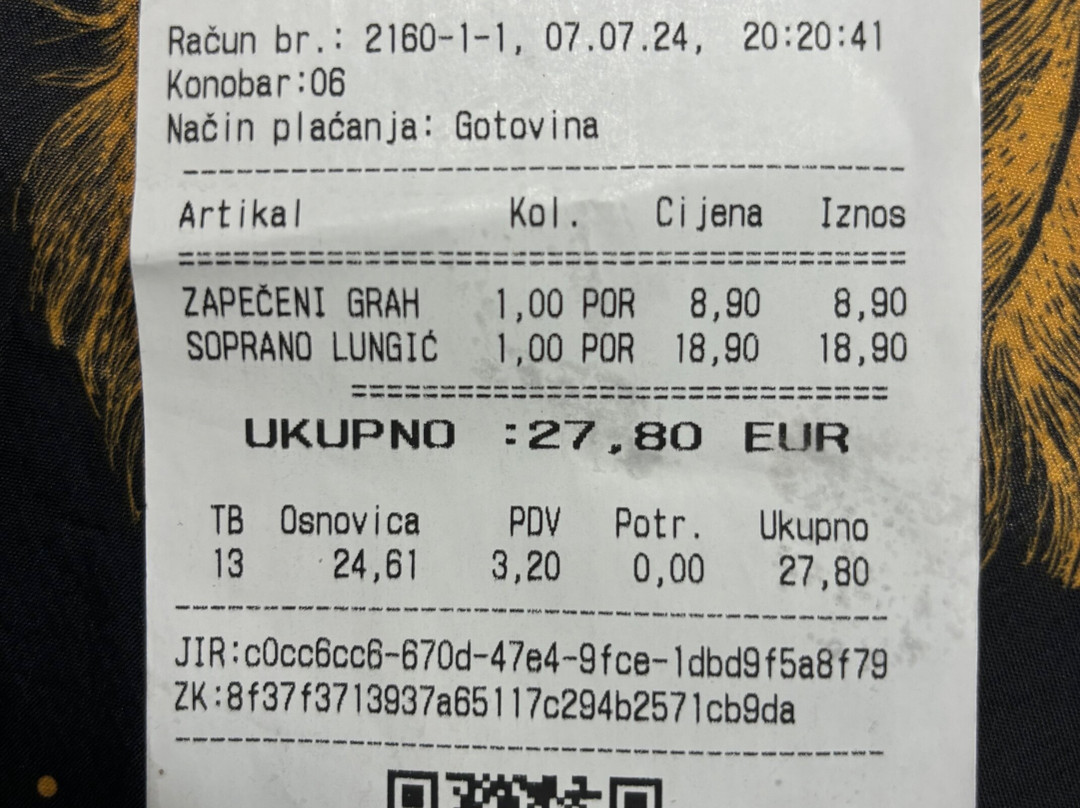 Račun br.: 2160-1-1, 07.07.24, 20:20:41
Konobar:06
Način plaćanja: Gotovina
Artikal Kol. Cijena Iznos
ZAPEČENI GRAH 1,00 POR 8,90 8,90
SOPRANO LUNGIĆ 1,00 POR 18,90 18,90
UKUPNO :27,80 EUR
TB Osnovica PDV Potr. Ukupno
13 24,61 3,20 0,00 27,80
JIR:c0cc6cc6-670d-47e4-9fce-1dbd9f5a8f79
ZK:8f37f3713937a65117c294b2571cb9da